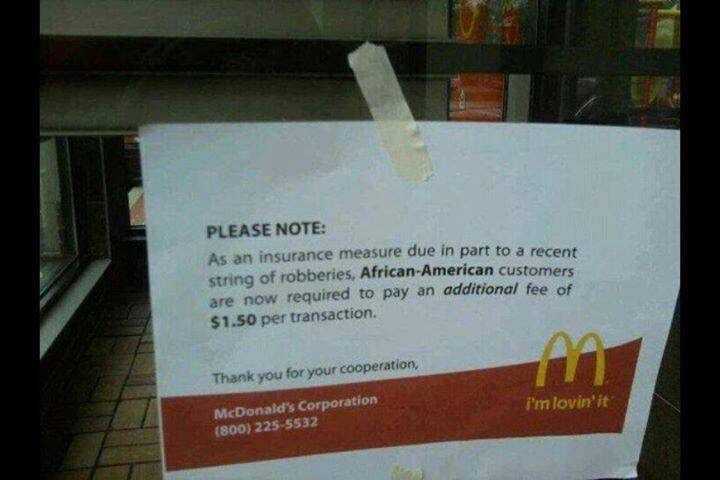 PLEASE NOTE:
As an insurance measure due in part to a recent
string of robberies, African-American customers
are now required to pay an additional fee of
$1.50 per transaction.
Thank you for your cooperation,
McDonald's Corporation
(800) 225-5532
i'm lovin' it